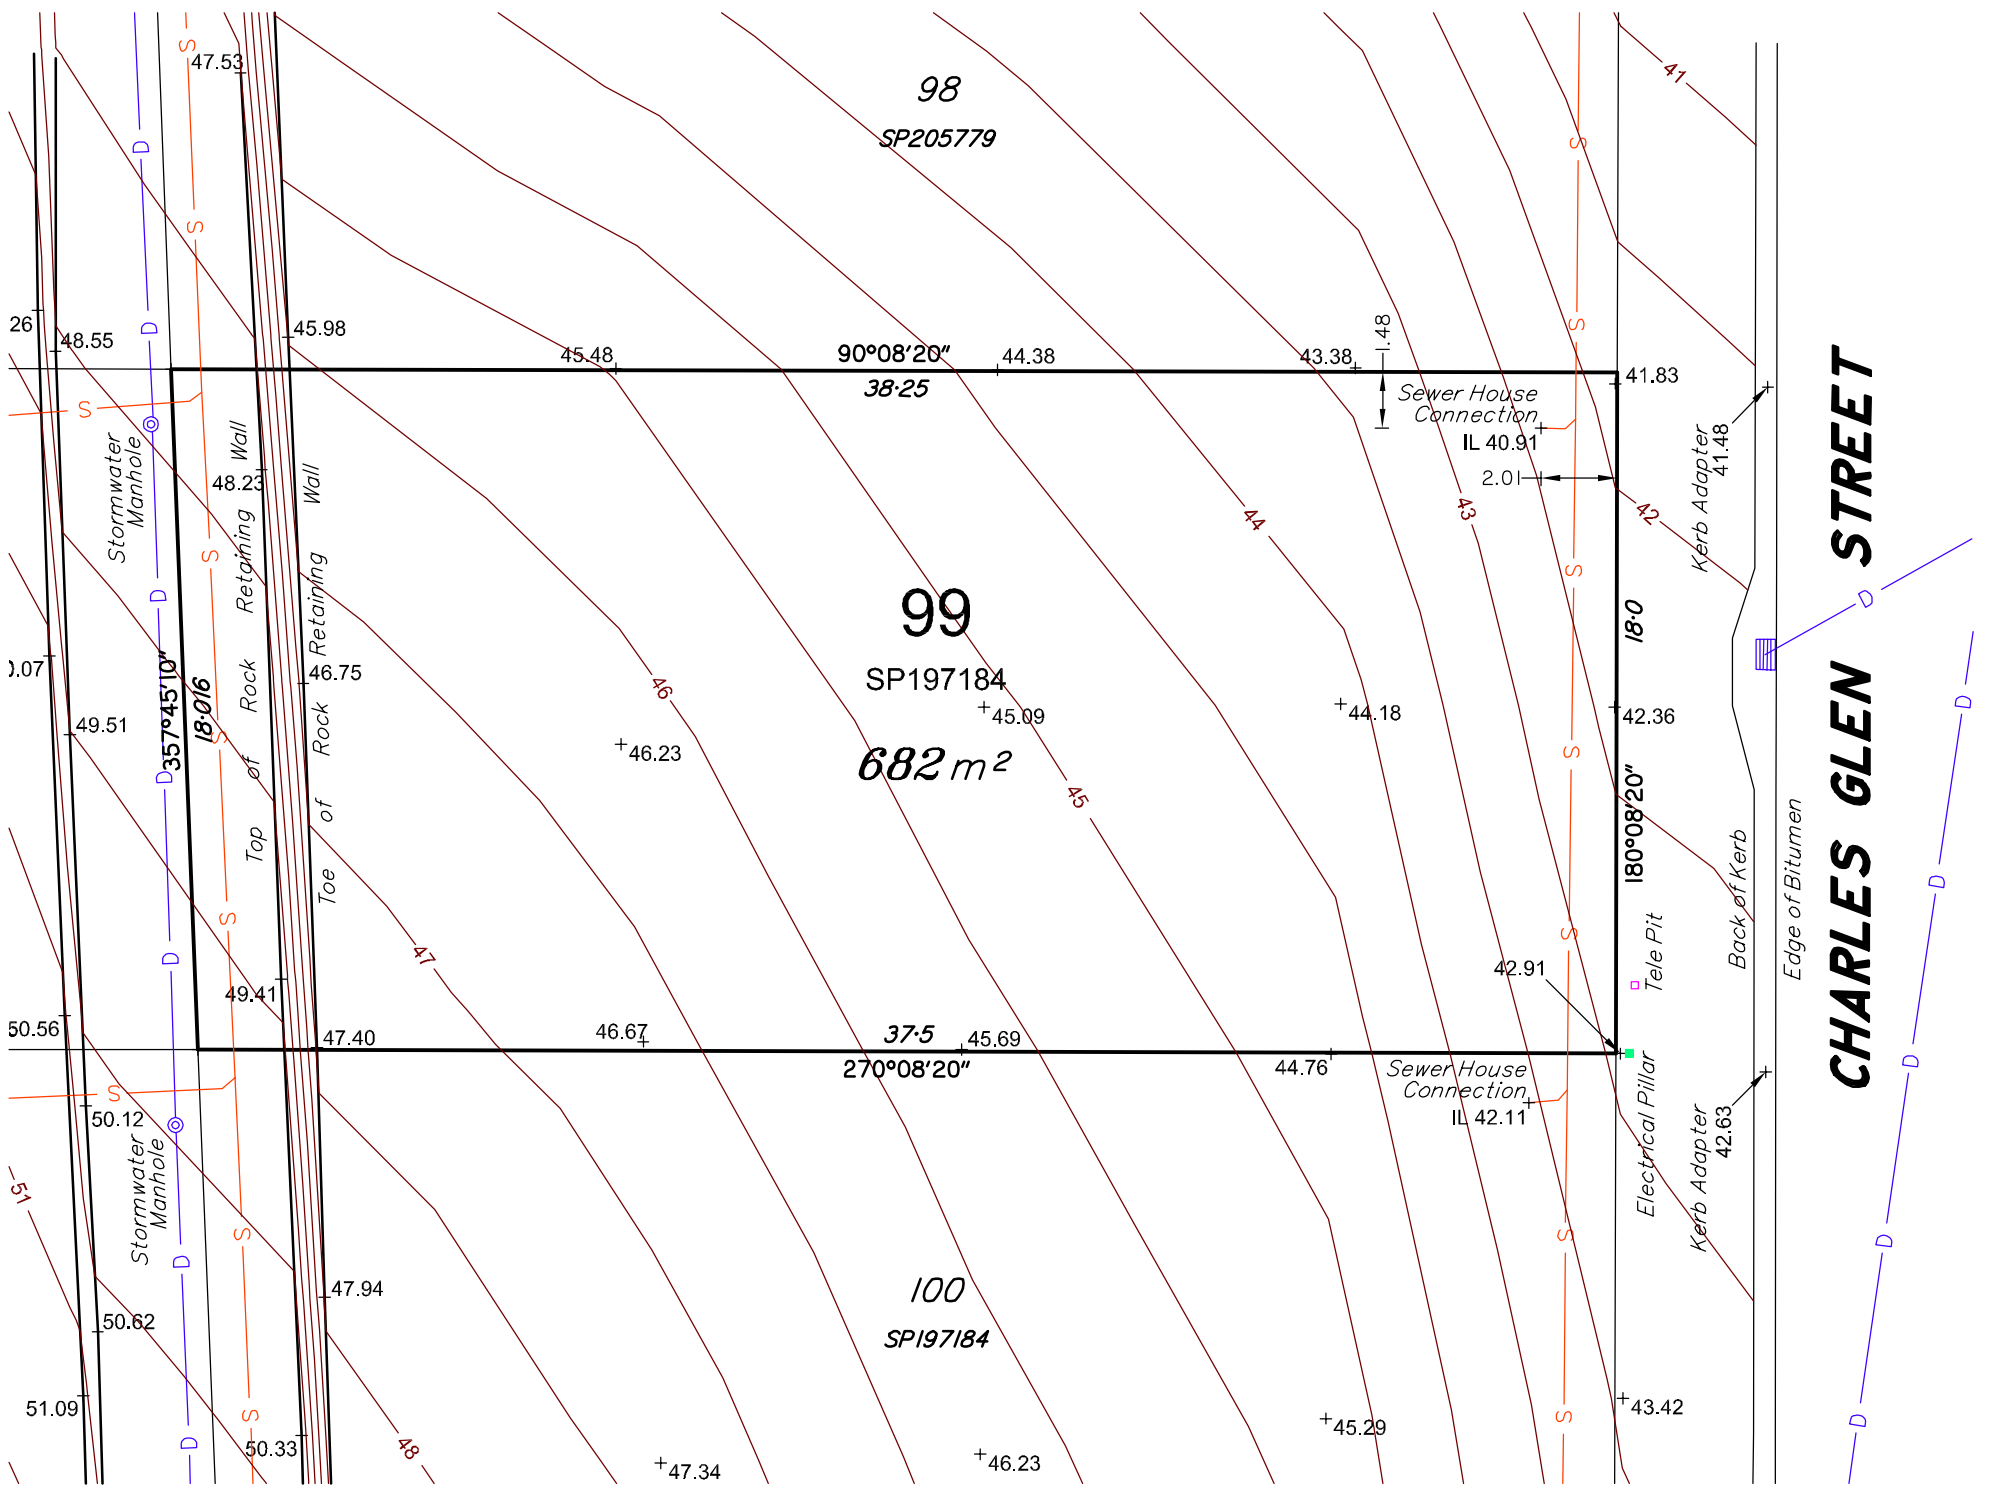 47.53
98
SP205779
41
D
S
26
48.55
45.98
45.48
90°08'20"
38·25
44.38
43.38
1.48
41.83
Sewer House
Connection
IL 40.91
2.01
Stormwater
Manhole
48.23
Top of Rock Retaining Wall
Toe of Rock Retaining Wall
Kerb Adapter
41.48
42
43
44
99
SP197184
682 m²
18·0
180°08'20"
357°45'10"
18·016
46.75
46
46.23
45.09
44.18
42.36
45
.07
49.51
CHARLES GLEN STREET
Back of Kerb
Edge of Bitumen
Tele Pit
42.91
47
49.41
47.40
46.67
37·5
270°08'20"
45.69
44.76
Sewer House
Connection
IL 42.11
Electrical Pillar
Kerb Adapter
42.63
50.56
50.12
Stormwater
Manhole
51
47.94
100
SP197184
50.62
51.09
50.33
48
47.34
46.23
45.29
43.42